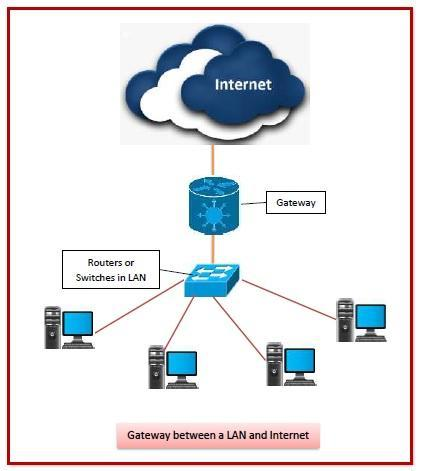 Internet
Gateway
Routers or
Switches in LAN
Gateway between a LAN and Internet